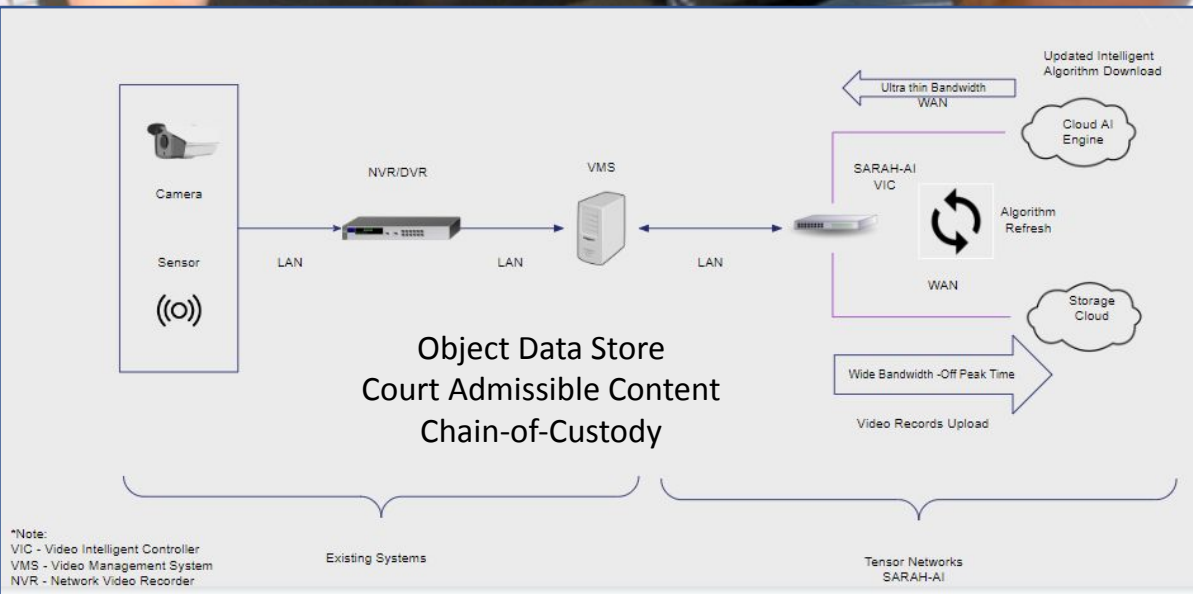 Updated Intelligent
Algorithm Download
Ultra thin Bandwidth
WAN
Cloud AI
Engine
NVR/DVR
VMS
SARAH-AI
VIC
Camera
Algorithm
Refresh
Sensor
LAN
LAN
LAN
WAN
Storage
Cloud
Object Data Store
Court Admissible Content
Chain-of-Custody
Wide Bandwidth -Off Peak Time
Video Records Upload
*Note:
VIC - Video Intelligent Controller
VMS - Video Management System
NVR - Network Video Recorder
Existing Systems
Tensor Networks
SARAH-AI